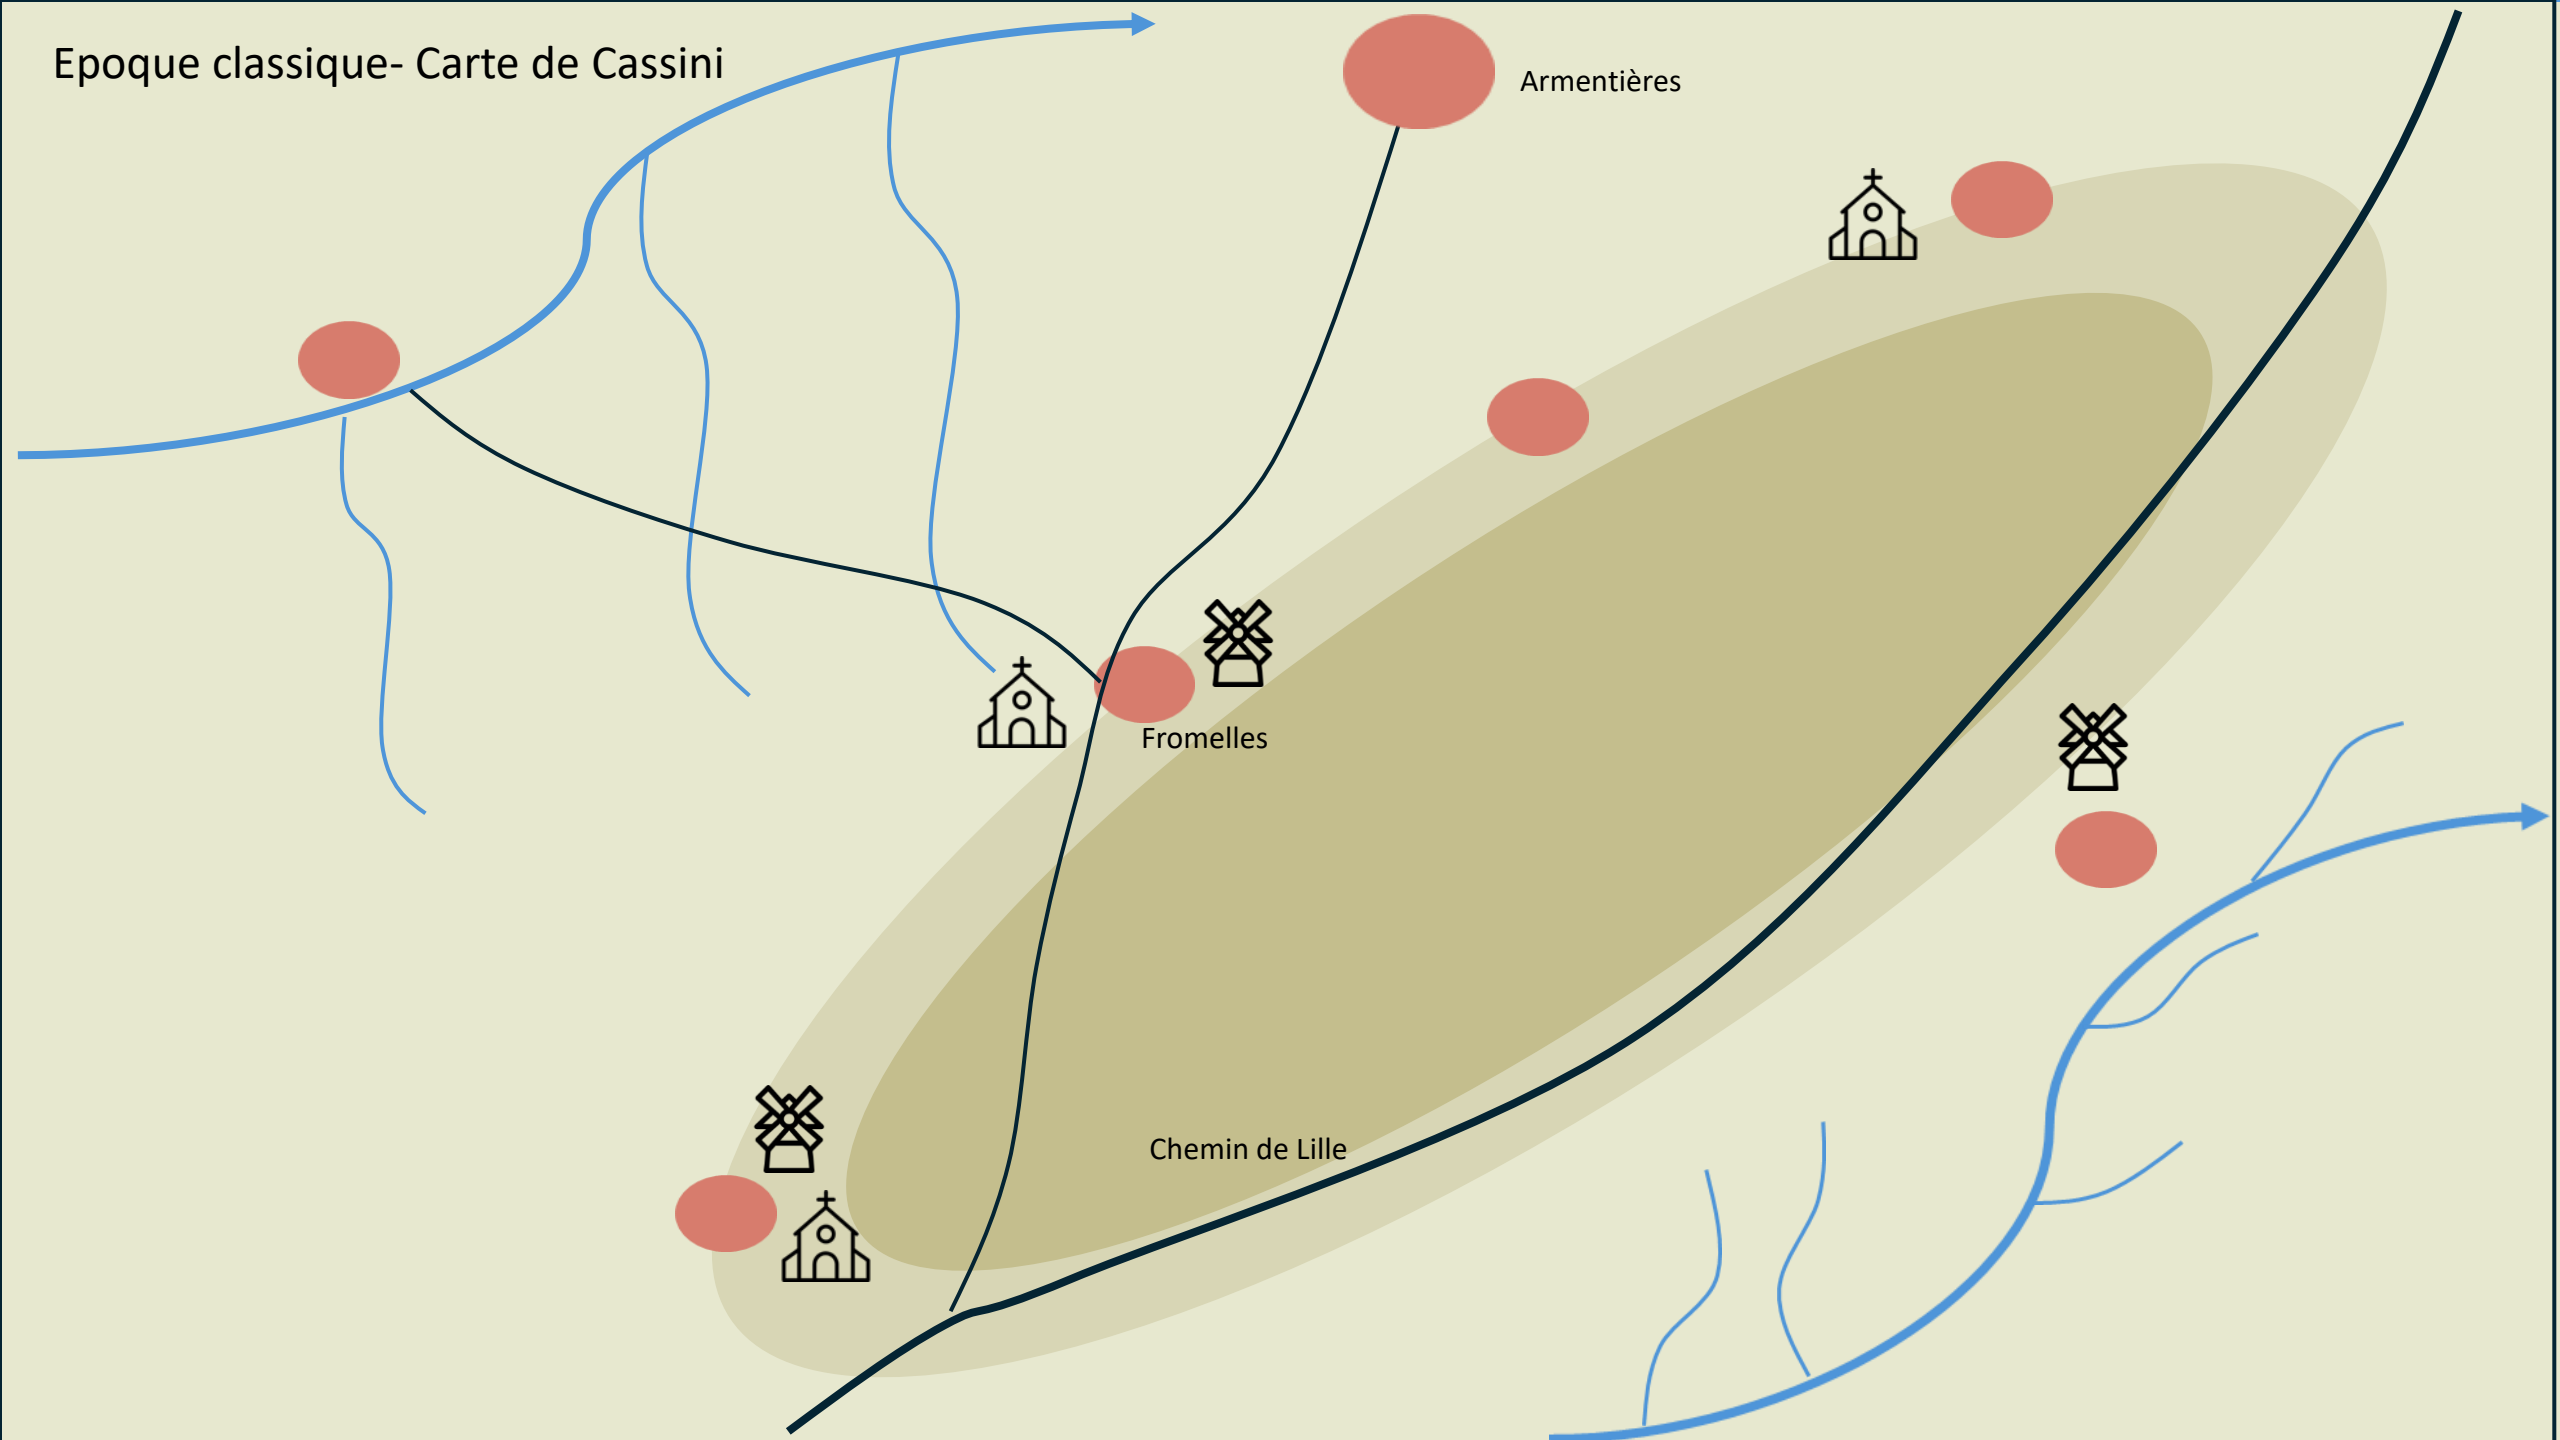 Epoque classique- Carte de Cassini
Armentières
Fromelles
Chemin de Lille